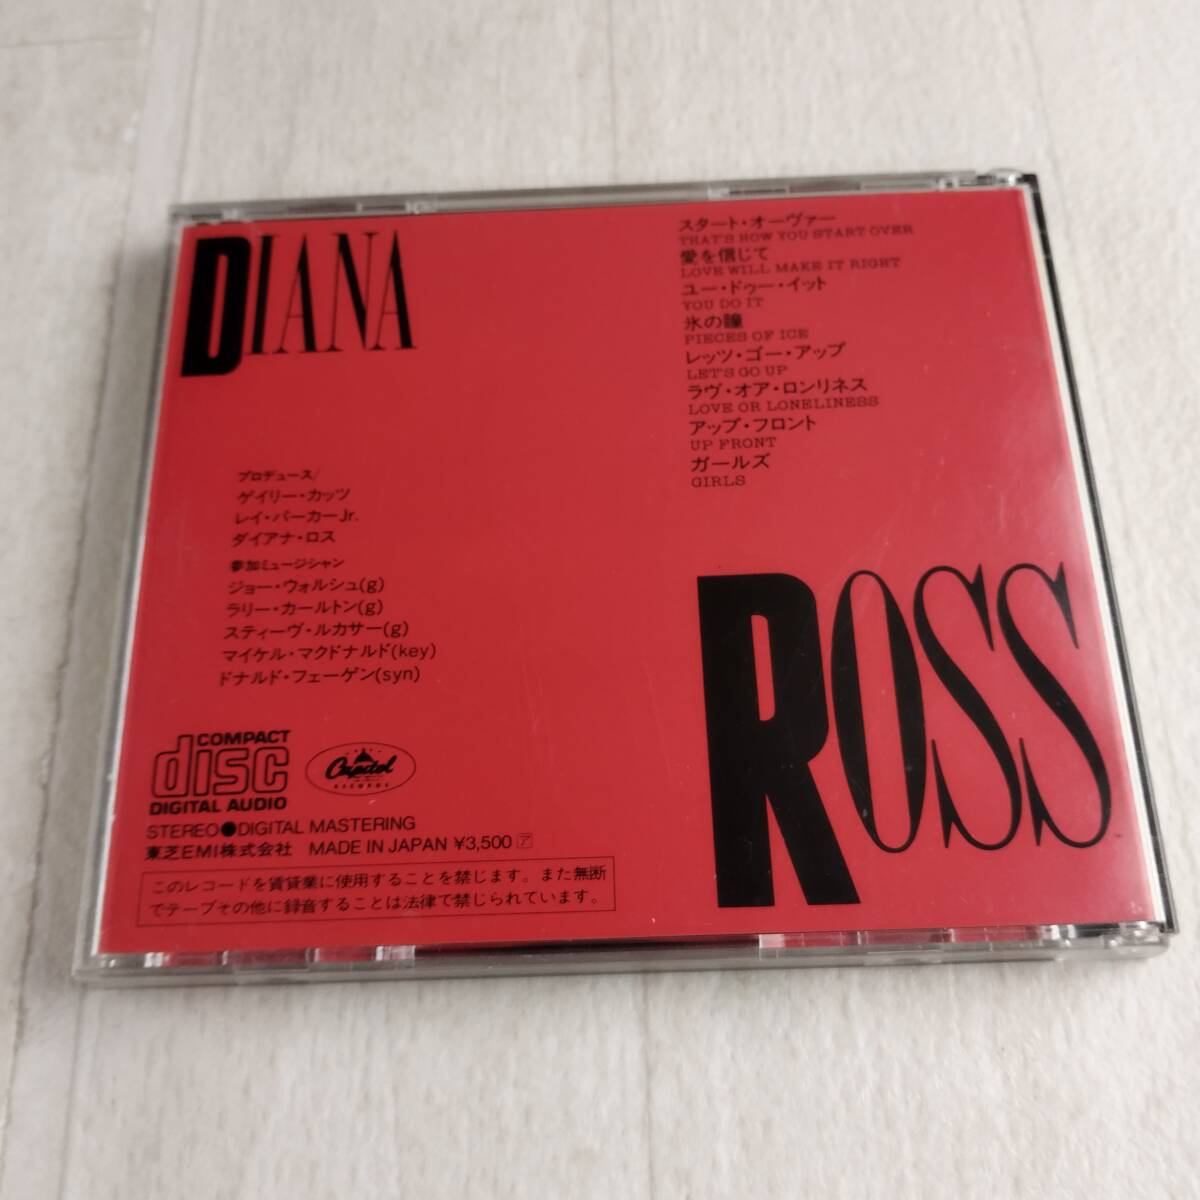 DIANA
スタート・オーヴァー
THAT'S HOW YOU START OVER
愛を信じて
LOVE WILL MAKE IT RIGHT
ユー・ドゥー・イット
YOU DO IT
氷の瞳
PIECES OF ICE
レッツ・ゴー・アップ
LET'S GO UP
ラヴ・オア・ロンリネス
LOVE OR LONELINESS
アップ・フロント
UP FRONT
ガールズ
GIRLS
プロデュース/
ゲイリー・カッツ
レイ・パーカーJr.
ダイアナ・ロス
参加ミュージシャン
ジョー・ウォルシュ(g)
ラリー・カールトン(g)
スティーヴ・ルカサー(g)
マイケル・マクドナルド(key)
ドナルド・フェーゲン(syn)
ROSS
COMPACT
disc
DIGITAL AUDIO
Capitol
RECORDS
STEREO●DIGITAL MASTERING
東芝EMI株式会社 MADE IN JAPAN ¥3,500 ア
このレコードを賃貸業に使用することを禁じます。また無断
でテープその他に録音することは法律で禁じられています。